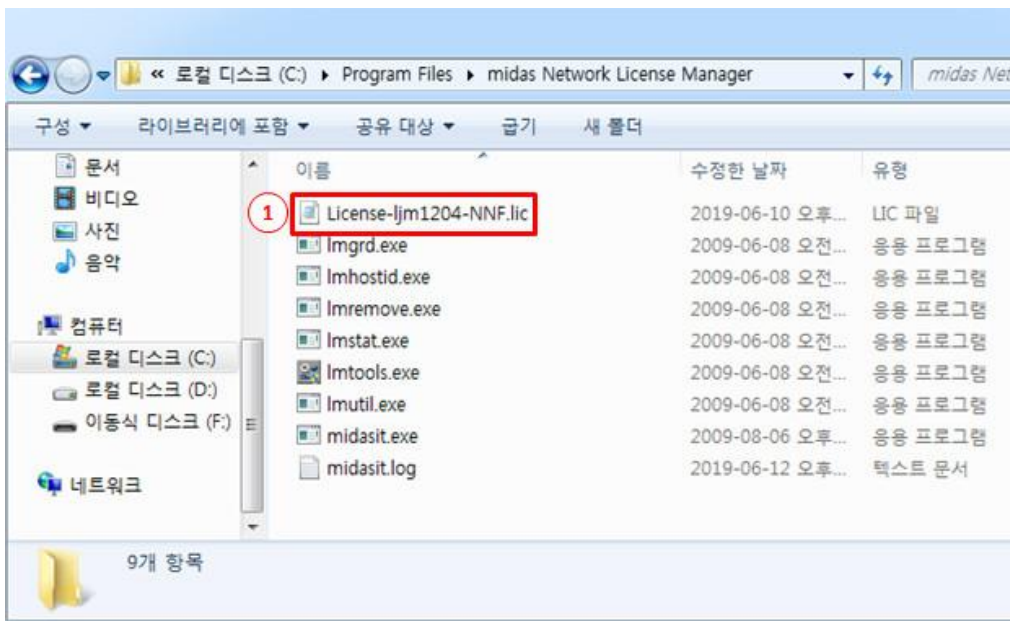 « 로컬 디스크 (C:) ▸ Program Files ▸ midas Network License Manager midas Net
구성 라이브러리에 포함 공유 대상 굽기 새 폴더
이름 수정한 날짜 유형
문서
비디오
사진
음악
컴퓨터
로컬 디스크 (C:)
로컬 디스크 (D:)
이동식 디스크 (F:)
네트워크
1 License-ljm1204-NNF.lic 2019-06-10 오후... LIC 파일
lmgrd.exe 2009-06-08 오전... 응용 프로그램
lmhostid.exe 2009-06-08 오전... 응용 프로그램
lmremove.exe 2009-06-08 오전... 응용 프로그램
lmstat.exe 2009-06-08 오전... 응용 프로그램
lmtools.exe 2009-06-08 오전... 응용 프로그램
lmutil.exe 2009-06-08 오전... 응용 프로그램
midasit.exe 2009-08-06 오후... 응용 프로그램
midasit.log 2019-06-12 오후... 텍스트 문서
9개 항목